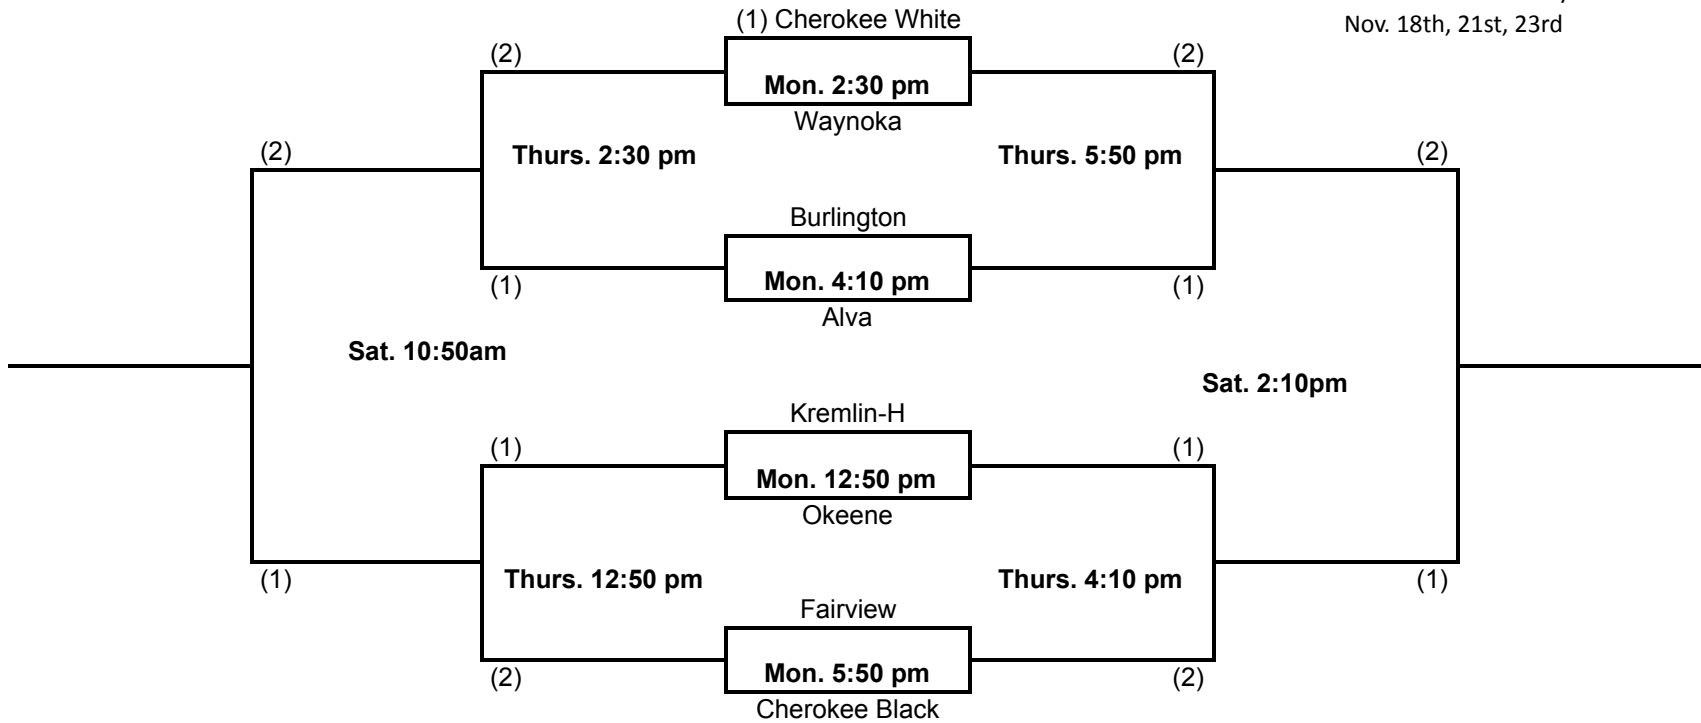 (1) Cherokee White
Nov. 18th, 21st, 23rd
(2)
(2)
Mon. 2:30 pm
Waynoka
(2)
Thurs. 2:30 pm
Thurs. 5:50 pm
(2)
Burlington
(1)
Mon. 4:10 pm
(1)
Alva
Sat. 10:50am
Sat. 2:10pm
Kremlin-H
(1)
(1)
Mon. 12:50 pm
Okeene
(1)
Thurs. 12:50 pm
Thurs. 4:10 pm
(1)
Fairview
(2)
Mon. 5:50 pm
(2)
Cherokee Black